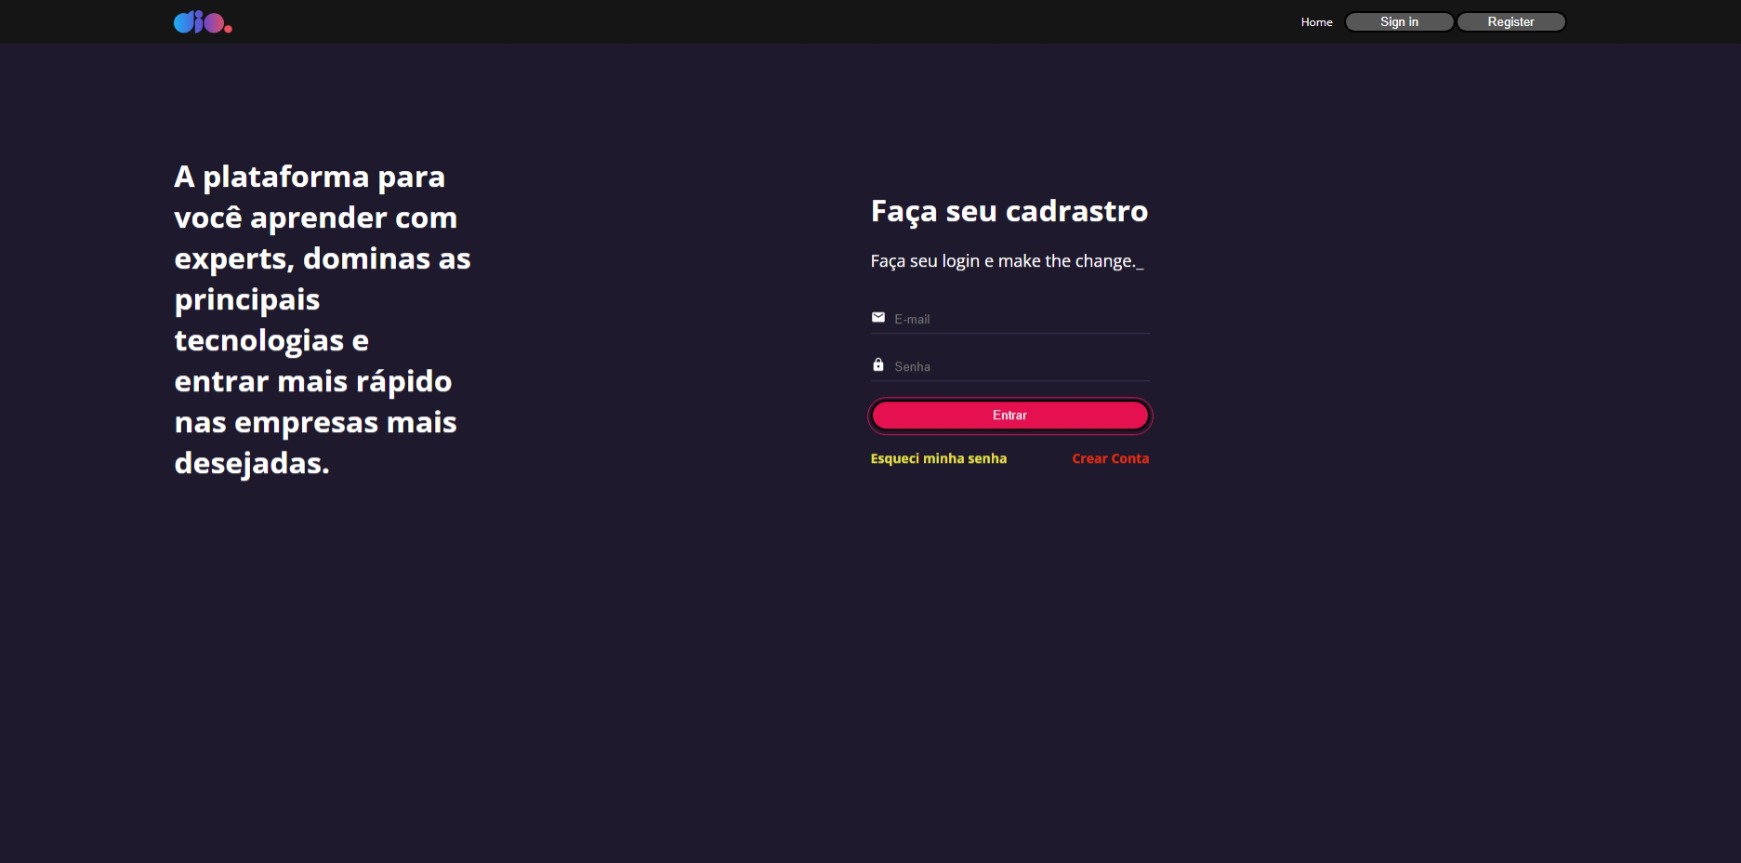 dio.
Home
Sign in
Register
A plataforma para
você aprender com
experts, dominas as
principais
tecnologias e
entrar mais rápido
nas empresas mais
desejadas.
Faça seu cadrastro
Faça seu login e make the change._
E-mail
Senha
Entrar
Esqueci minha senha
Crear Conta